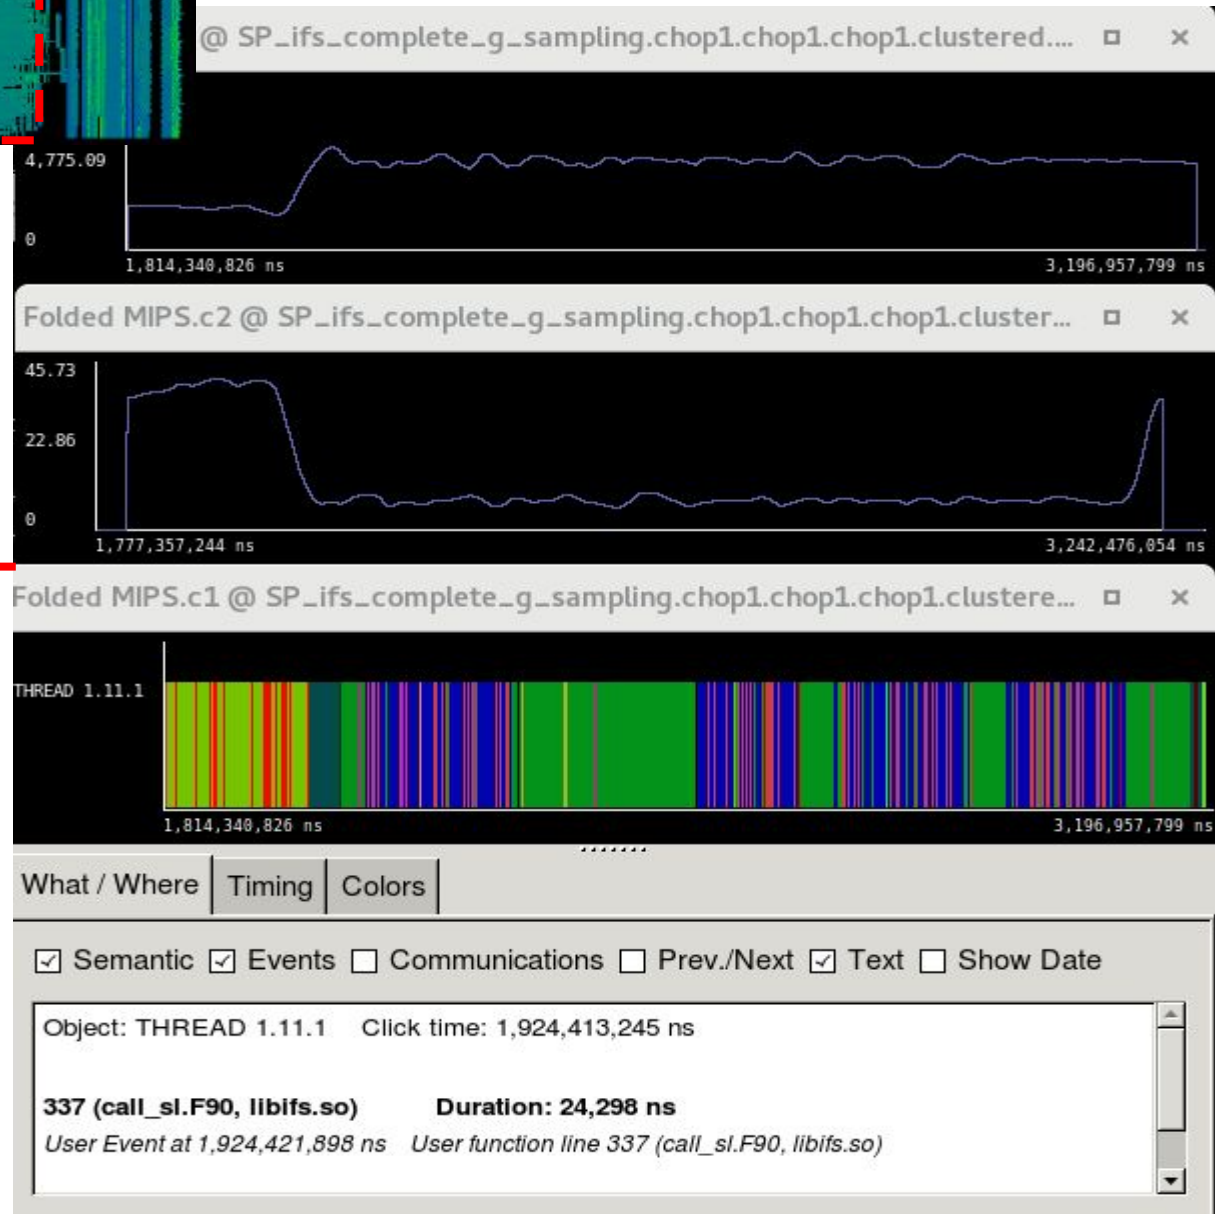 @ SP_ifs_complete_g_sampling.chop1.chop1.chop1.clustered....
4,775.09
0
1,814,340,826 ns 3,196,957,799 ns
Folded MIPS.c2 @ SP_ifs_complete_g_sampling.chop1.chop1.chop1.cluster...
45.73
22.86
0
1,777,357,244 ns 3,242,476,054 ns
Folded MIPS.c1 @ SP_ifs_complete_g_sampling.chop1.chop1.chop1.clustere...
THREAD 1.11.1
1,814,340,826 ns 3,196,957,799 ns
What / Where Timing Colors
Semantic Events Communications Prev./Next Text Show Date
Object: THREAD 1.11.1 Click time: 1,924,413,245 ns
337 (call_sl.F90, libifs.so) Duration: 24,298 ns
User Event at 1,924,421,898 ns User function line 337 (call_sl.F90, libifs.so)